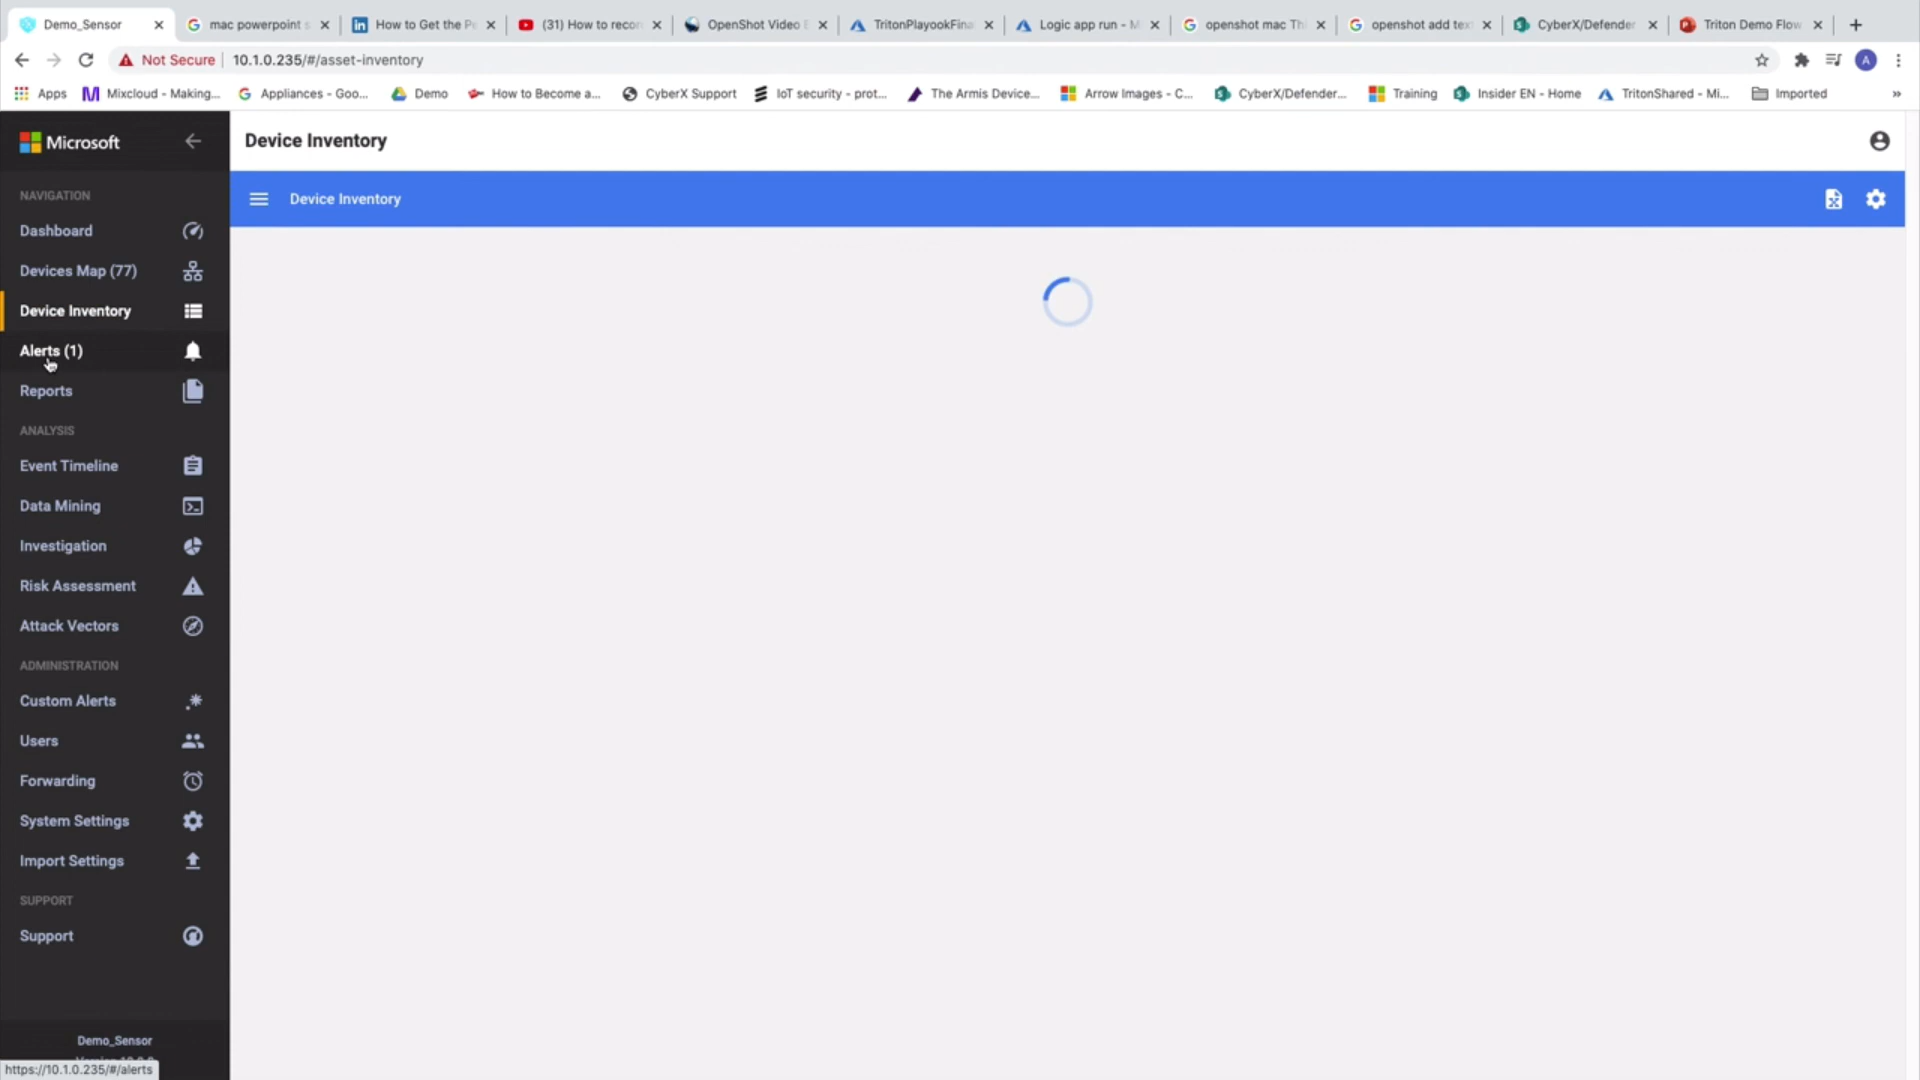 Demo_Sensor
mac powerpoint s
How to Get the Pe
(31) How to recor
OpenShot Video E
TritonPlayookFina
Logic app run - M
openshot mac Th
openshot add tex
CyberX/Defender
Triton Demo Flow
Not Secure
10.1.0.235/#/asset-inventory
A
Apps
Mixcloud - Making...
Appliances - Goo...
Demo
How to Become a...
CyberX Support
IoT security - prot...
The Armis Device...
Arrow Images - C...
CyberX/Defender...
Training
Insider EN - Home
TritonShared - Mi...
Imported
»
Microsoft
Device Inventory
Device Inventory
NAVIGATION
Dashboard
Devices Map (77)
Device Inventory
Alerts (1)
Reports
ANALYSIS
Event Timeline
Data Mining
Investigation
Risk Assessment
Attack Vectors
ADMINISTRATION
Custom Alerts
Users
Forwarding
System Settings
Import Settings
SUPPORT
Support
Demo_Sensor
https://10.1.0.235/#/alerts